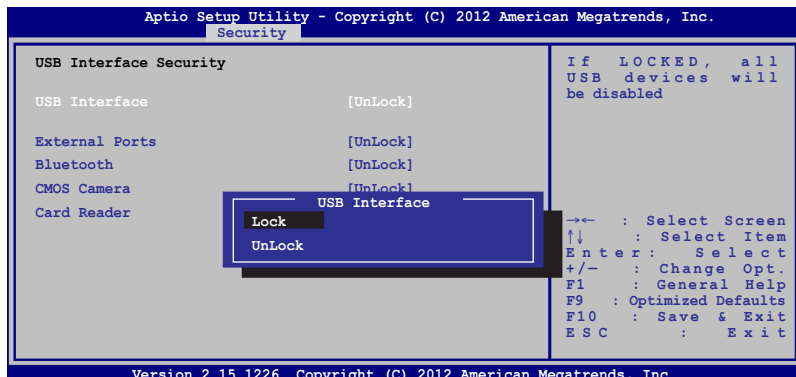 Aptio Setup Utility - Copyright (C) 2012 American Megatrends, Inc.
Security
USB Interface Security
USB Interface [UnLock]
External Ports [UnLock]
Bluetooth [UnLock]
CMOS Camera [UnLock]
Card Reader
USB Interface
Lock
UnLock
If LOCKED, all
USB devices will
be disabled
→← : Select Screen
↑↓ : Select Item
Enter: Select
+/— : Change Opt.
F1 : General Help
F9 : Optimized Defaults
F10 : Save & Exit
ESC : Exit
Version 2.15.1226. Copyright (C) 2012 American Megatrends, Inc.